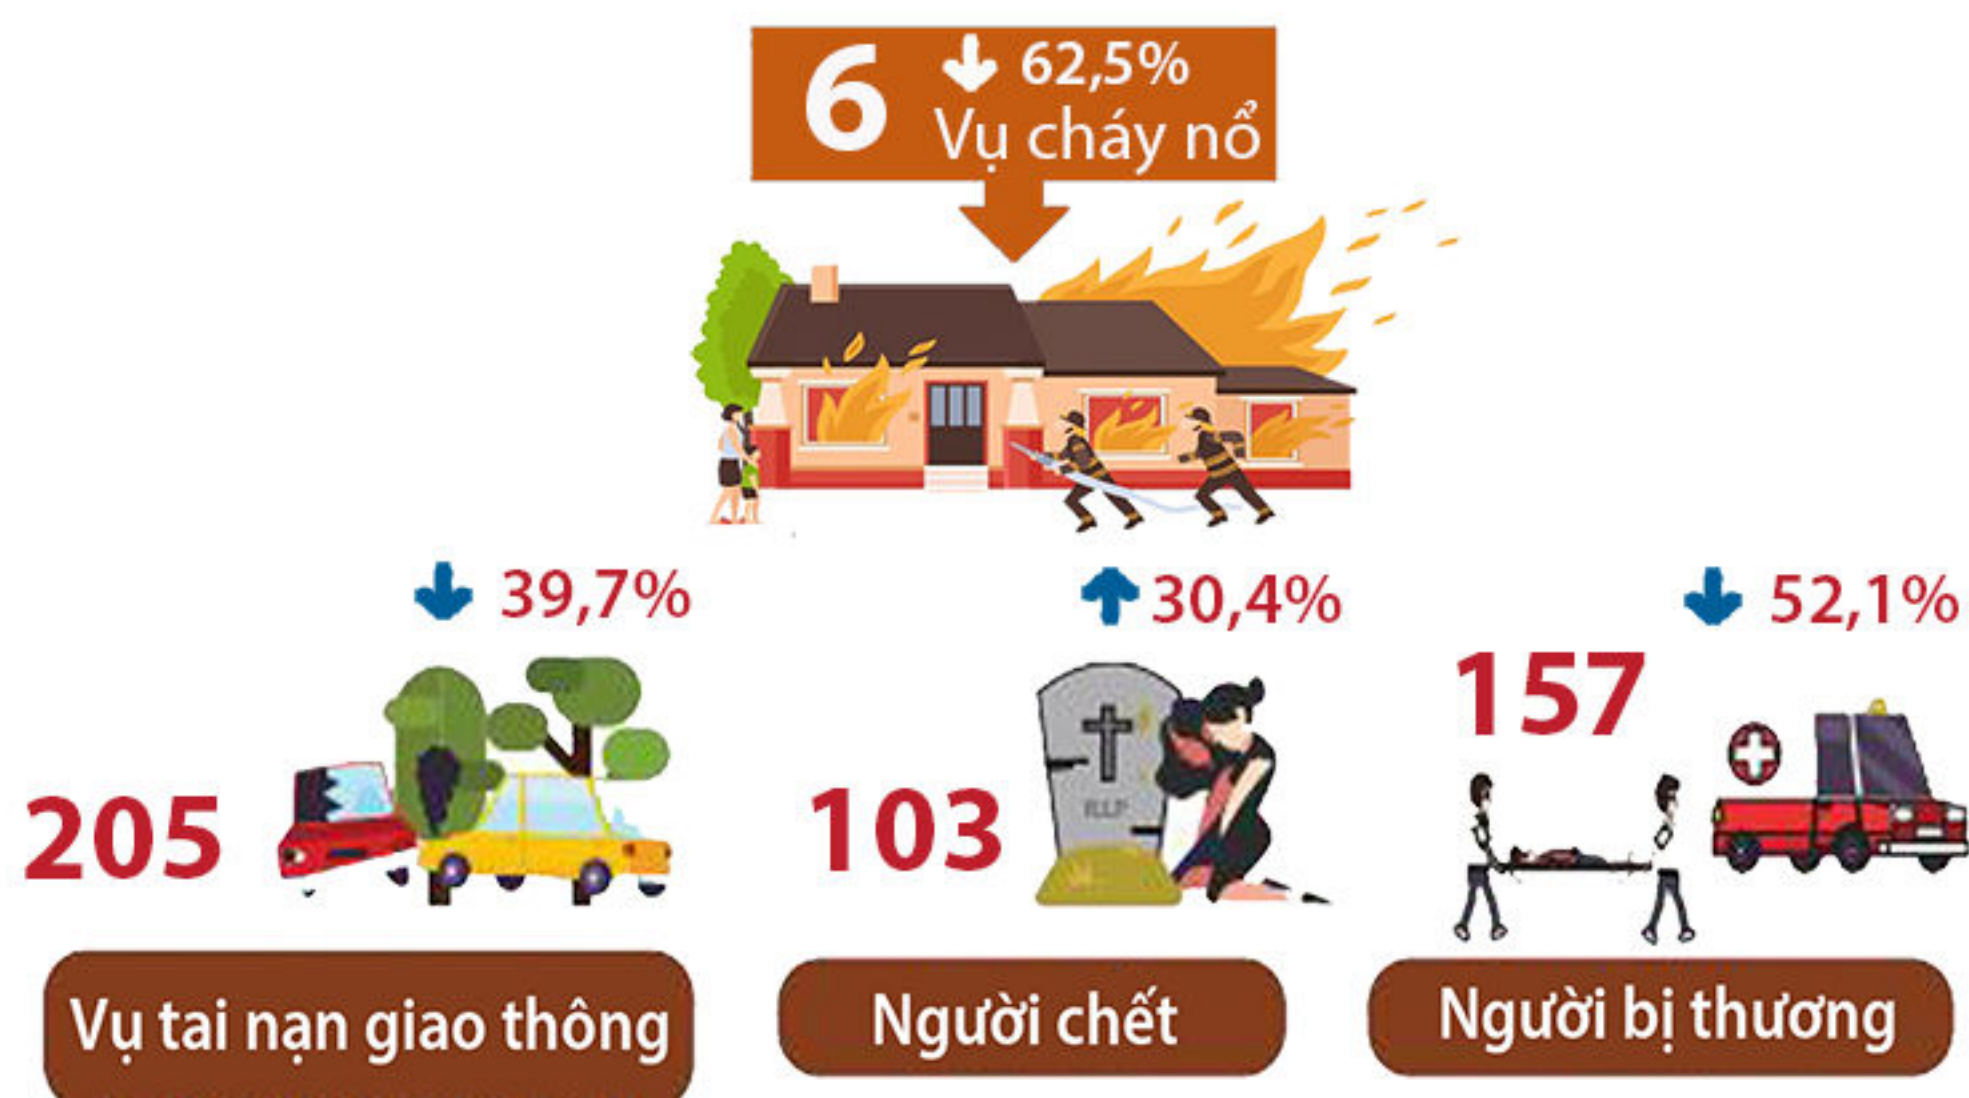 6
62,5%
Vụ cháy nổ
39,7%
205
Vụ tai nạn giao thông
30,4%
103
R.I.P
Người chết
52,1%
157
Người bị thương